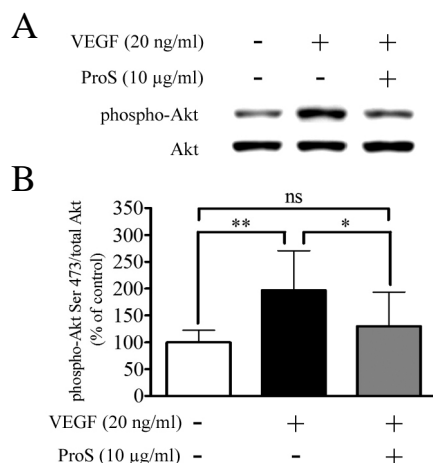 A
VEGF (20 ng/ml) - + +
ProS (10 µg/ml) - - +
phospho-Akt
Akt
B
phospho-Akt Ser 473/total Akt
(% of control)
350
300
250
200
150
100
50
0
ns
** *
VEGF (20 ng/ml) - + +
ProS (10 µg/ml) - - +